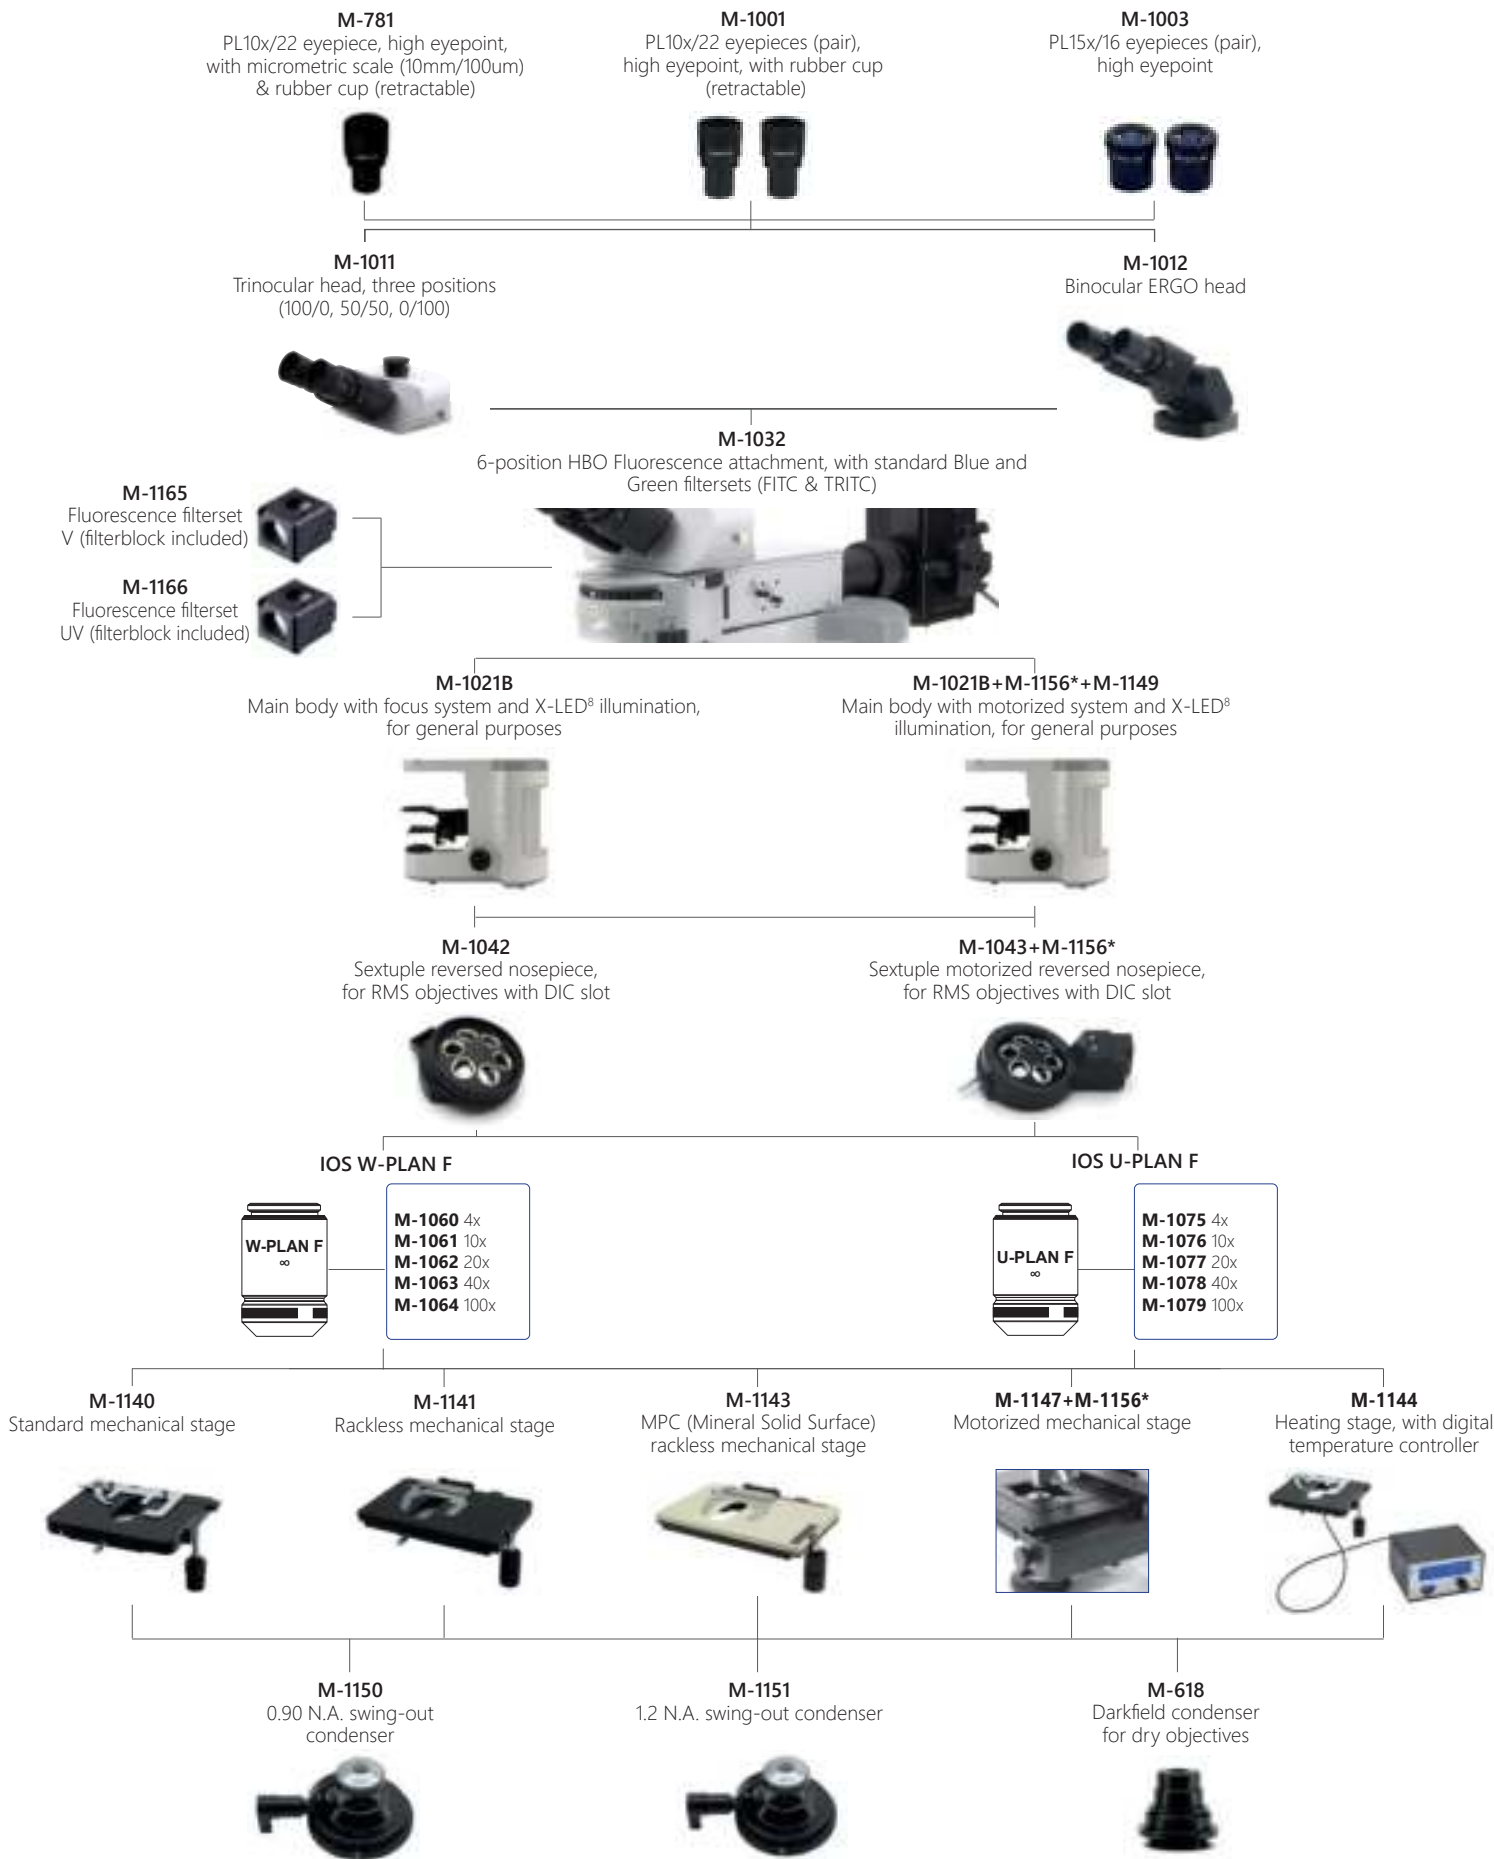 M-781
PL10x/22 eyepiece, high eyepoint,
with micrometric scale (10mm/100um)
& rubber cup (retractable)
M-1001
PL10x/22 eyepieces (pair),
high eyepoint, with rubber cup
(retractable)
M-1003
PL15x/16 eyepieces (pair),
high eyepoint
M-1011
Trinocular head, three positions
(100/0, 50/50, 0/100)
M-1012
Binocular ERGO head
M-1032
6-position HBO Fluorescence attachment, with standard Blue and
Green filtersets (FITC & TRITC)
M-1165
Fluorescence filterset
V (filterblock included)
M-1166
Fluorescence filterset
UV (filterblock included)
M-1021B
Main body with focus system and X-LED⁸ illumination,
for general purposes
M-1021B+M-1156*+M-1149
Main body with motorized system and X-LED⁸
illumination, for general purposes
M-1042
Sextuple reversed nosepiece,
for RMS objectives with DIC slot
M-1043+M-1156*
Sextuple motorized reversed nosepiece,
for RMS objectives with DIC slot
IOS W-PLAN F
W-PLAN F
∞
M-1060 4x
M-1061 10x
M-1062 20x
M-1063 40x
M-1064 100x
IOS U-PLAN F
U-PLAN F
∞
M-1075 4x
M-1076 10x
M-1077 20x
M-1078 40x
M-1079 100x
M-1140
Standard mechanical stage
M-1141
Rackless mechanical stage
M-1143
MPC (Mineral Solid Surface)
rackless mechanical stage
M-1147+M-1156*
Motorized mechanical stage
M-1144
Heating stage, with digital
temperature controller
M-1150
0.90 N.A. swing-out
condenser
M-1151
1.2 N.A. swing-out condenser
M-618
Darkfield condenser
for dry objectives